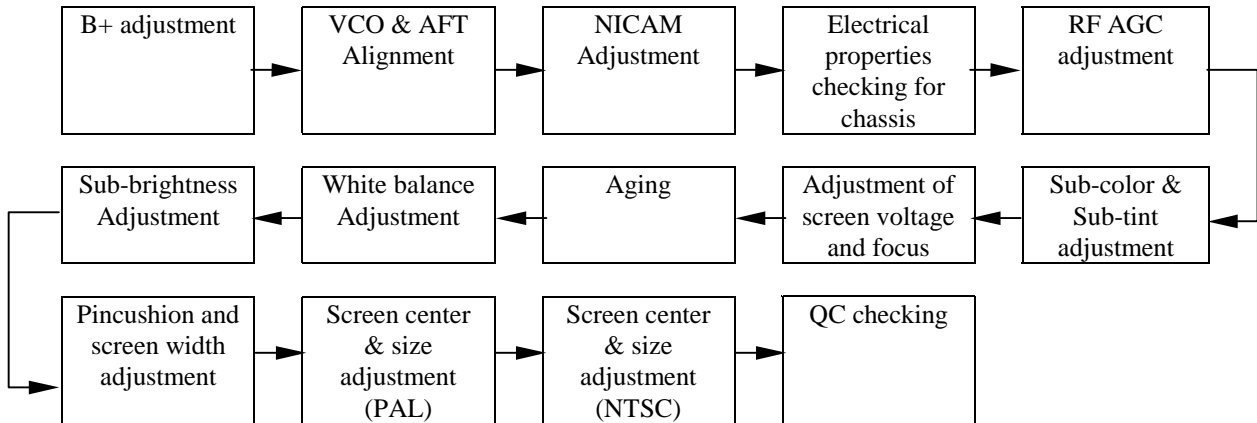 B+ adjustment
VCO & AFT
Alignment
NICAM
Adjustment
Electrical
properties
checking for
chassis
RF AGC
adjustment
Sub-color &
Sub-tint
adjustment
Adjustment of
screen voltage
and focus
Aging
White balance
Adjustment
Sub-brightness
Adjustment
Pincushion and
screen width
adjustment
Screen center
& size
adjustment
(PAL)
Screen center
& size
adjustment
(NTSC)
QC checking